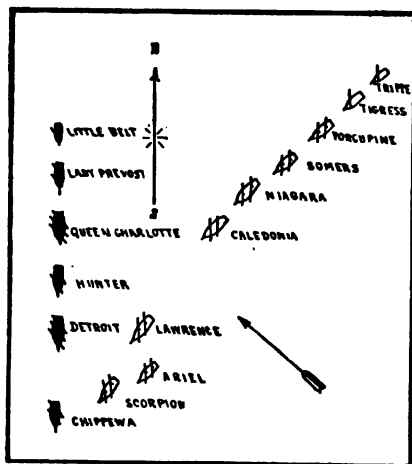 N
TRIPPE
TIGRESS
LITTLE BELT
PORCUPINE
SOMERS
LADY PREVOST
NIAGARA
S
QUEEN CHARLOTTE
CALEDONIA
HUNTER
DETROIT
LAWRENCE
ARIEL
SCORPION
CHIPPEWA